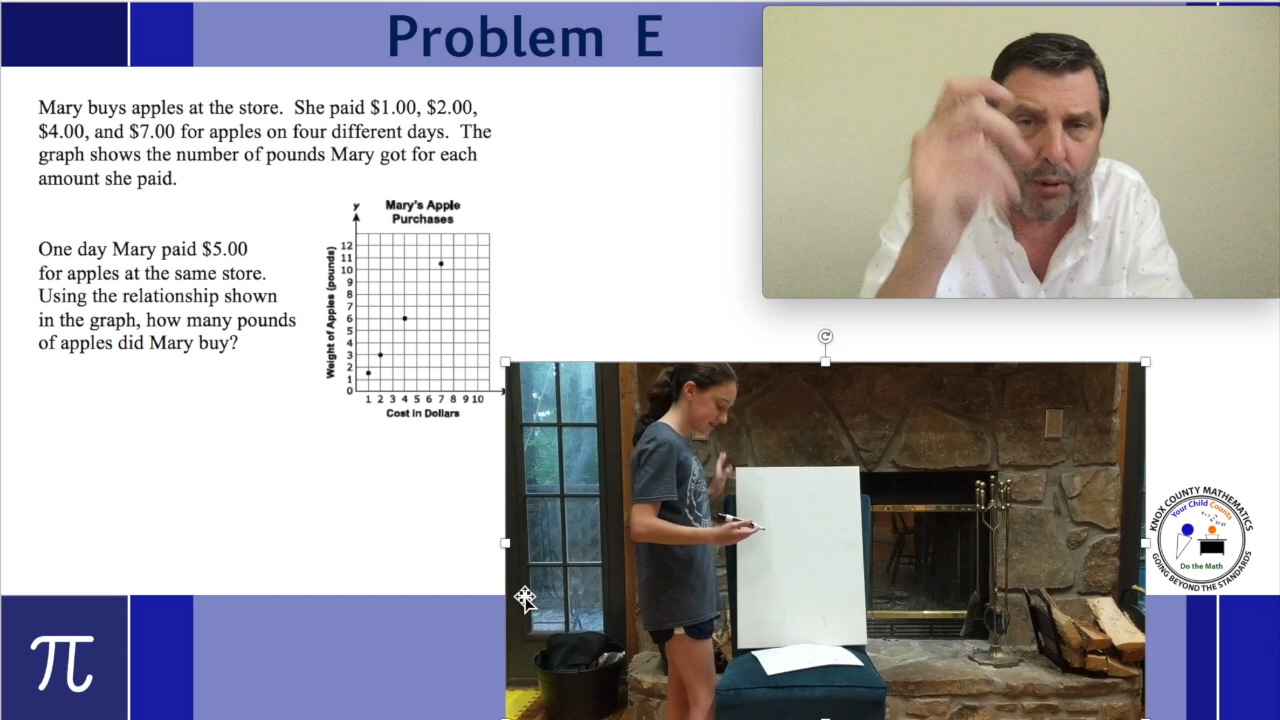 Problem E
Mary buys apples at the store. She paid $1.00, $2.00,
$4.00, and $7.00 for apples on four different days. The
graph shows the number of pounds Mary got for each
amount she paid.
One day Mary paid $5.00
for apples at the same store.
Using the relationship shown
in the graph, how many pounds
of apples did Mary buy?
y
Mary's Apple
Purchases
Weight of Apples (pounds)
12
11
10
9
8
7
6
5
4
3
2
1
0
1 2 3 4 5 6 7 8 9 10
Cost in Dollars
KNOX COUNTY MATHEMATICS
Your Child Counts
Do the Math
GOING BEYOND THE STANDARDS
π